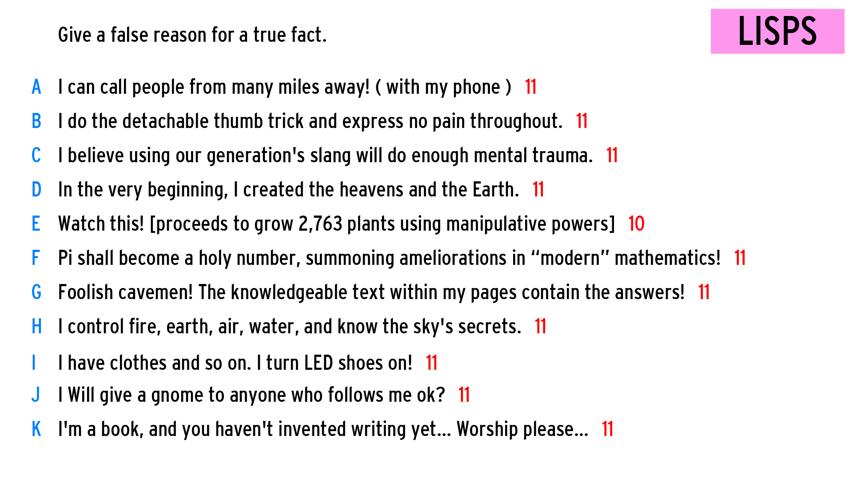 Give a false reason for a true fact.
LISPS
A I can call people from many miles away! ( with my phone ) 11
B I do the detachable thumb trick and express no pain throughout. 11
C I believe using our generation's slang will do enough mental trauma. 11
D In the very beginning, I created the heavens and the Earth. 11
E Watch this! [proceeds to grow 2,763 plants using manipulative powers] 10
F Pi shall become a holy number, summoning ameliorations in “modern” mathematics! 11
G Foolish cavemen! The knowledgeable text within my pages contain the answers! 11
H I control fire, earth, air, water, and know the sky's secrets. 11
I I have clothes and so on. I turn LED shoes on! 11
J I Will give a gnome to anyone who follows me ok? 11
K I'm a book, and you haven't invented writing yet... Worship please... 11